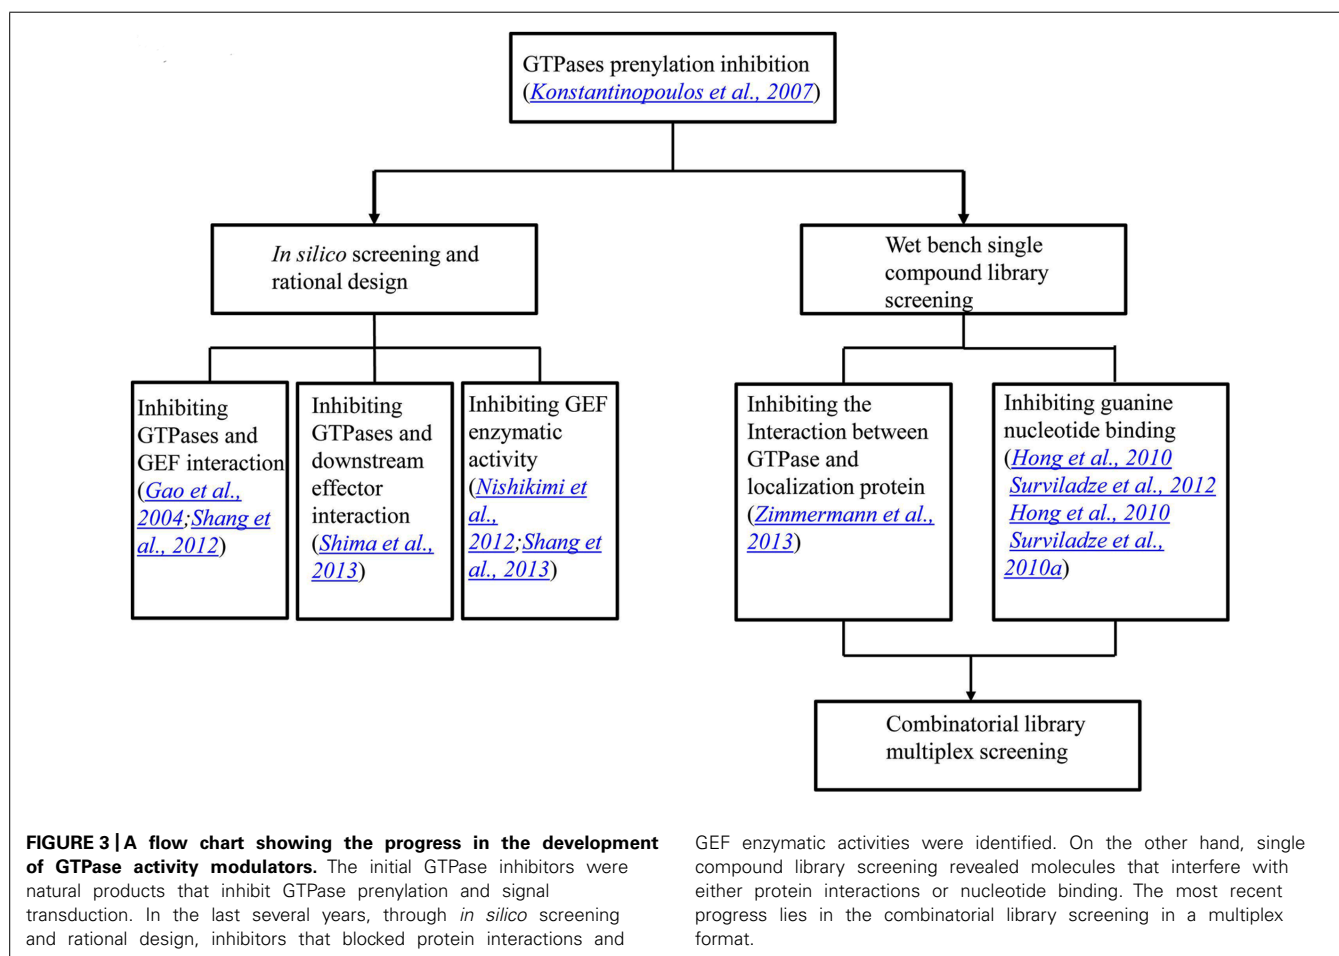 GTPases prenylation inhibition
(Konstantinopoulos et al., 2007)
In silico screening and
rational design
Wet bench single
compound library
screening
Inhibiting
GTPases and
GEF interaction
(Gao et al.,
2004;Shang et
al., 2012)
Inhibiting
GTPases and
downstream
effector
interaction
(Shima et al.,
2013)
Inhibiting GEF
enzymatic
activity
(Nishikimi et
al.,
2012;Shang et
al., 2013)
Inhibiting the
Interaction between
GTPase and
localization protein
(Zimmermann et al.,
2013)
Inhibiting guanine
nucleotide binding
(Hong et al., 2010
Surviladze et al., 2012
Hong et al., 2010
Surviladze et al.,
2010a)
Combinatorial library
multiplex screening
FIGURE 3 | A flow chart showing the progress in the development
of GTPase activity modulators. The initial GTPase inhibitors were
natural products that inhibit GTPase prenylation and signal
transduction. In the last several years, through in silico screening
and rational design, inhibitors that blocked protein interactions and
GEF enzymatic activities were identified. On the other hand, single
compound library screening revealed molecules that interfere with
either protein interactions or nucleotide binding. The most recent
progress lies in the combinatorial library screening in a multiplex
format.